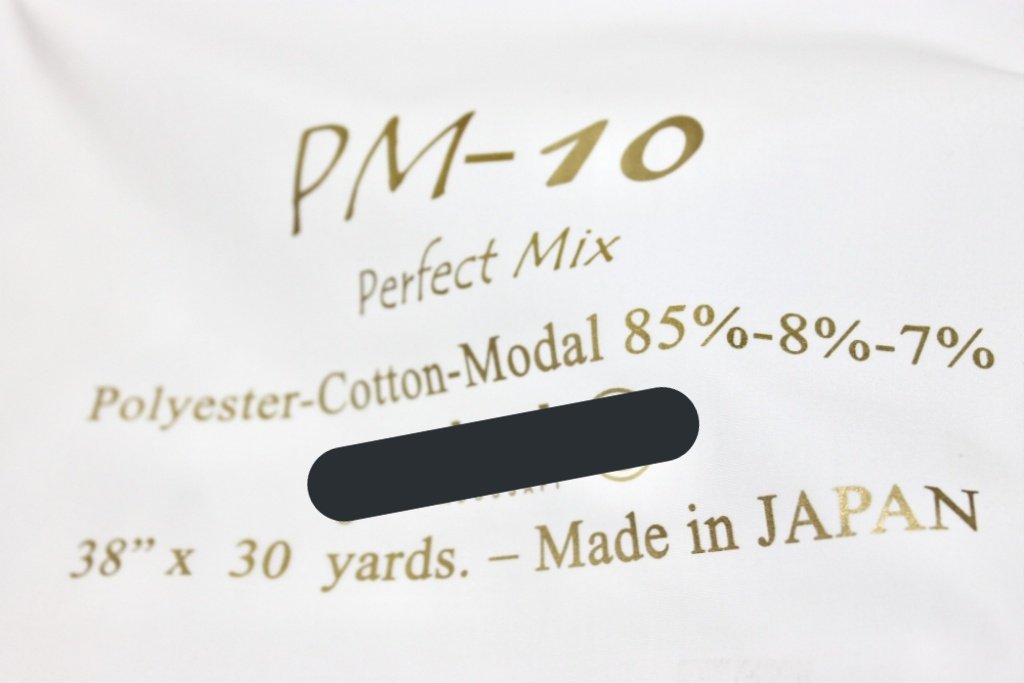 PM-10
Perfect Mix
Polyester-Cotton-Modal 85%-8%-7%
38” x 30 yards. – Made in JAPAN